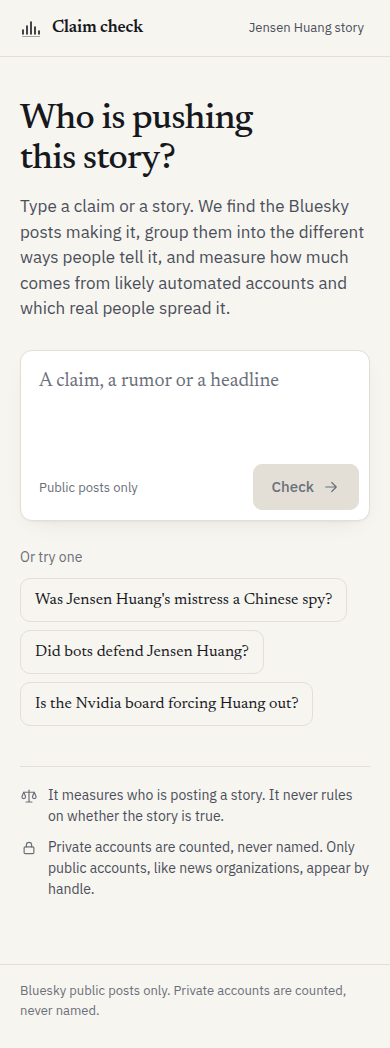 Claim check
Jensen Huang story
Who is pushing
this story?
Type a claim or a story. We find the Bluesky
posts making it, group them into the different
ways people tell it, and measure how much
comes from likely automated accounts and
which real people spread it.
A claim, a rumor or a headline
Public posts only
Check →
Or try one
Was Jensen Huang's mistress a Chinese spy?
Did bots defend Jensen Huang?
Is the Nvidia board forcing Huang out?
It measures who is posting a story. It never rules
on whether the story is true.
Private accounts are counted, never named. Only
public accounts, like news organizations, appear by
handle.
Bluesky public posts only. Private accounts are counted,
never named.